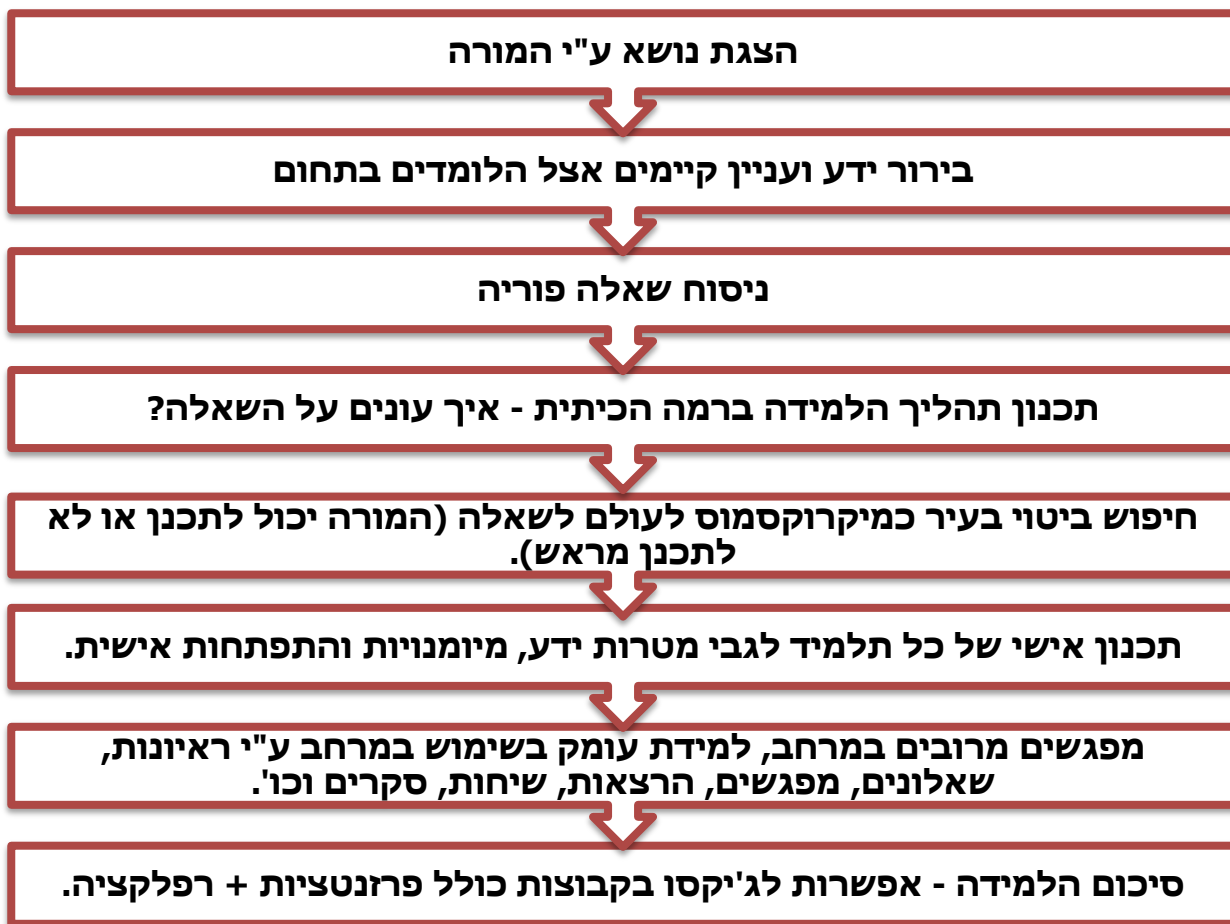 הצגת נושא ע"י המורה
בירור ידע ועניין קיימים אצל הלומדים בתחום
ניסוח שאלה פוריה
תכנון תהליך הלמידה ברמה הכיתית - איך עונים על השאלה?
חיפוש ביטוי בעיר כמיקרוקסמוס לעולם לשאלה (המורה יכול לתכנן או לא
לתכנן מראש).
תכנון אישי של כל תלמיד לגבי מטרות ידע, מיומנויות והתפתחות אישית.
מפגשים מרובים במרחב, למידת עומק בשימוש במרחב ע"י ראיונות,
שאלונים, מפגשים, הרצאות, שיחות, סקרים וכו'.
סיכום הלמידה - אפשרות לג'יקסו בקבוצות כולל פרזנטציות + רפלקציה.